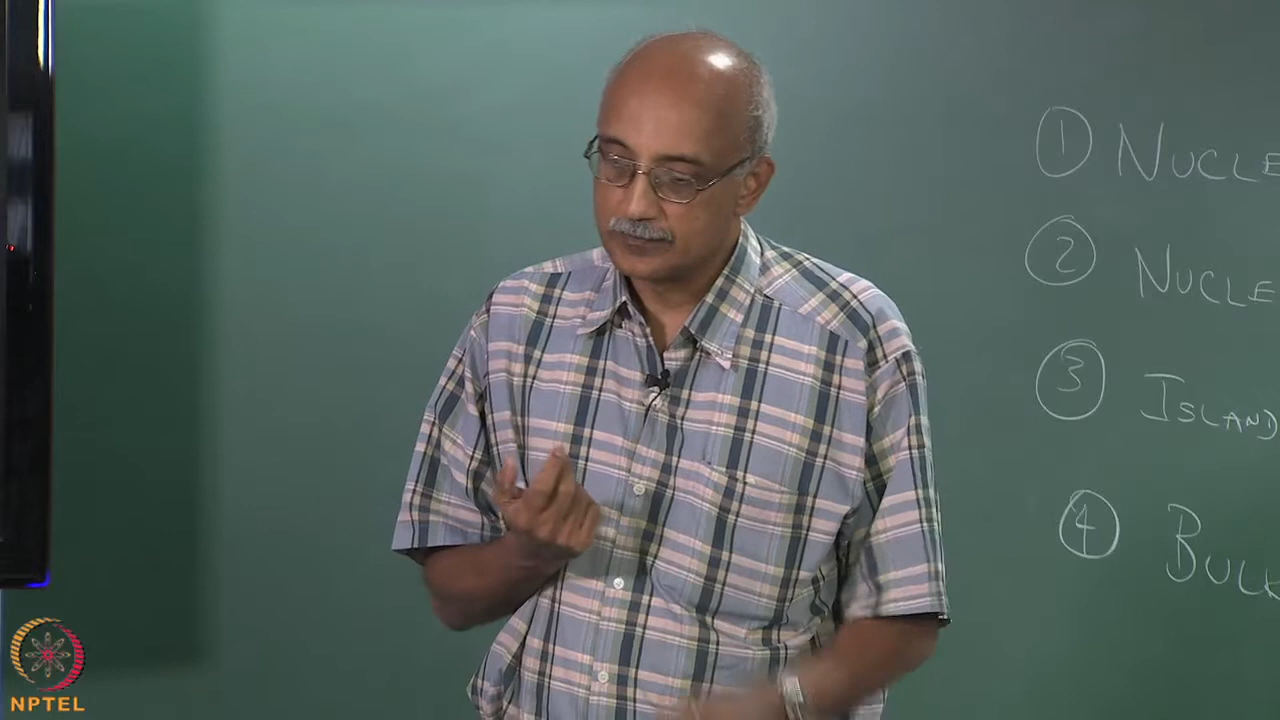 ① NUCLE
② NUCLE
③ ISLAND
④ BULK
NPTEL